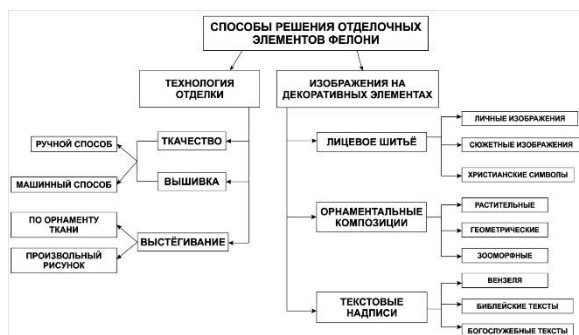 СПОСОБЫ РЕШЕНИЯ ОТДЕЛОЧНЫХ
ЭЛЕМЕНТОВ ФЕЛОНИ
ТЕХНОЛОГИЯ
ОТДЕЛКИ
ТКАЧЕСТВО
РУЧНОЙ СПОСОБ
МАШИННЫЙ СПОСОБ
ВЫШИВКА
ПО ОРНАМЕНТУ
ТКАНИ
ВЫСТЁГИВАНИЕ
ПРОИЗВОЛЬНЫЙ
РИСУНОК
ИЗОБРАЖЕНИЯ НА
ДЕКОРАТИВНЫХ ЭЛЕМЕНТАХ
ЛИЦЕВОЕ ШИТЬЁ
ЛИЧНЫЕ ИЗОБРАЖЕНИЯ
СЮЖЕТНЫЕ ИЗОБРАЖЕНИЯ
ХРИСТИАНСКИЕ СИМВОЛЫ
ОРНАМЕНТАЛЬНЫЕ
КОМПОЗИЦИИ
РАСТИТЕЛЬНЫЕ
ГЕОМЕТРИЧЕСКИЕ
ЗООМОРФНЫЕ
ТЕКСТОВЫЕ
НАДПИСИ
ВЕНЗЕЛЯ
БИБЛЕЙСКИЕ ТЕКСТЫ
БОГОСЛУЖЕБНЫЕ ТЕКСТЫ